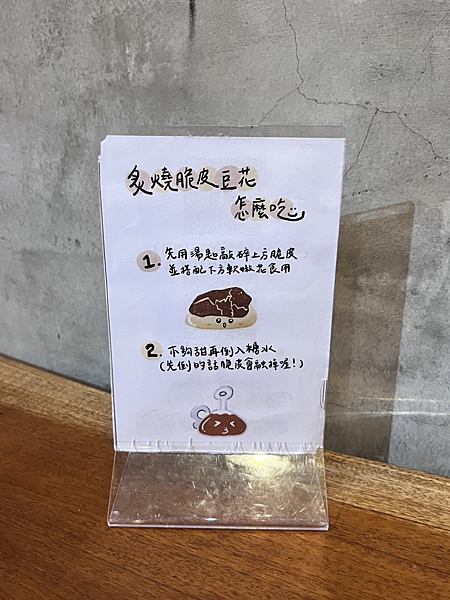 炙燒脆皮豆花
怎麼吃
1. 先用湯匙敲碎上方脆皮
並搭配下方軟嫩花食用
2. 不夠甜再倒入糖水
(先倒的話脆皮會融掉喔!)